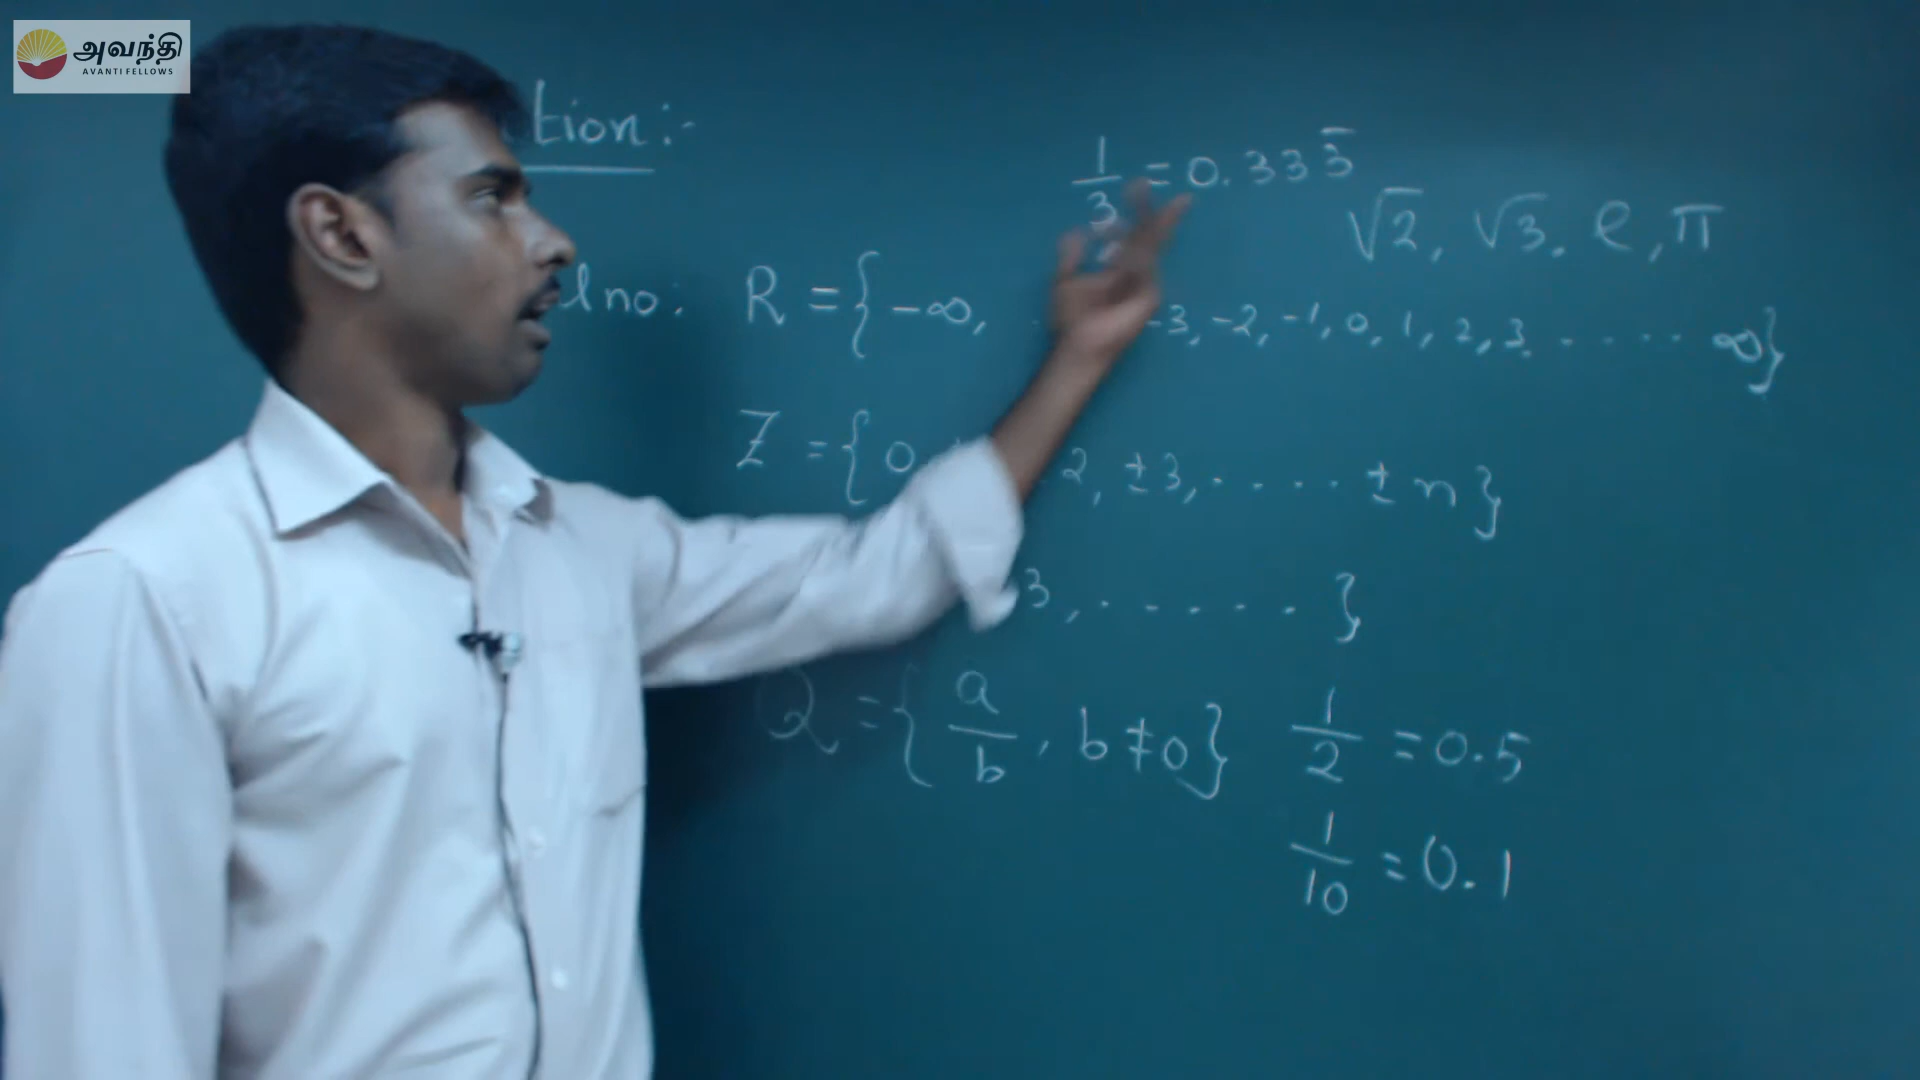 அவந்தி
AVANTI FELLOWS
tion:-
1/3 = 0.333̅
√2, √3, e, π
l no: R = {-∞, -3, -2, -1, 0, 1, 2, 3, ..... ∞}
Z = {0, 2, ±3, ..... ±n}
3, ...... }
Q = {a/b, b≠0} 1/2 = 0.5
1/10 = 0.1